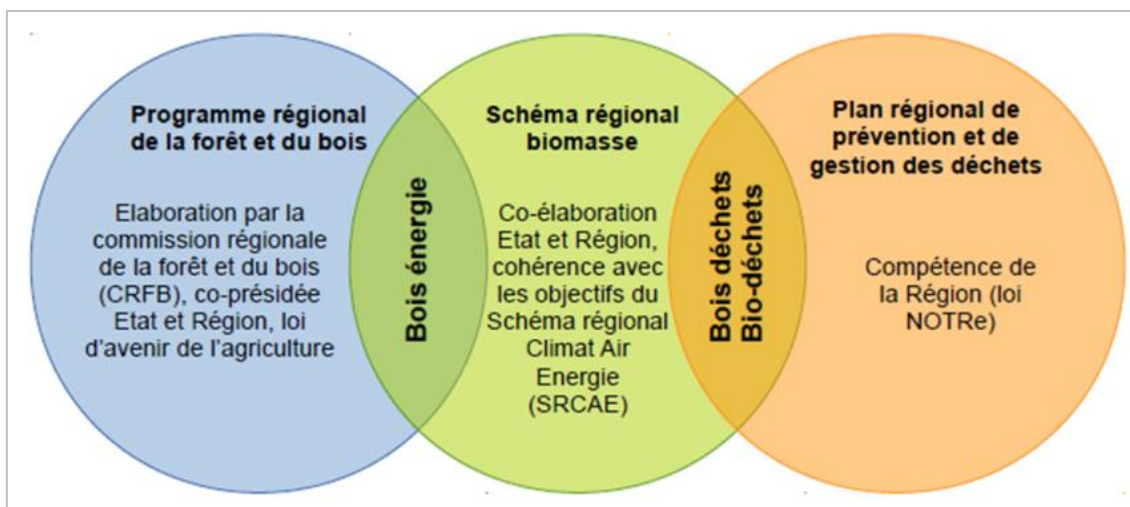 Programme régional
de la forêt et du bois
Elaboration par la
commission régionale
de la forêt et du bois
(CRFB), co-présidée
Etat et Région, loi
d'avenir de l'agriculture
Bois énergie
Schéma régional
biomasse
Co-élaboration
Etat et Région,
cohérence avec
les objectifs du
Schéma régional
Climat Air
Energie
(SRCAE)
Bois déchets
Bio-déchets
Plan régional de
prévention et de
gestion des déchets
Compétence de
la Région (loi
NOTRe)